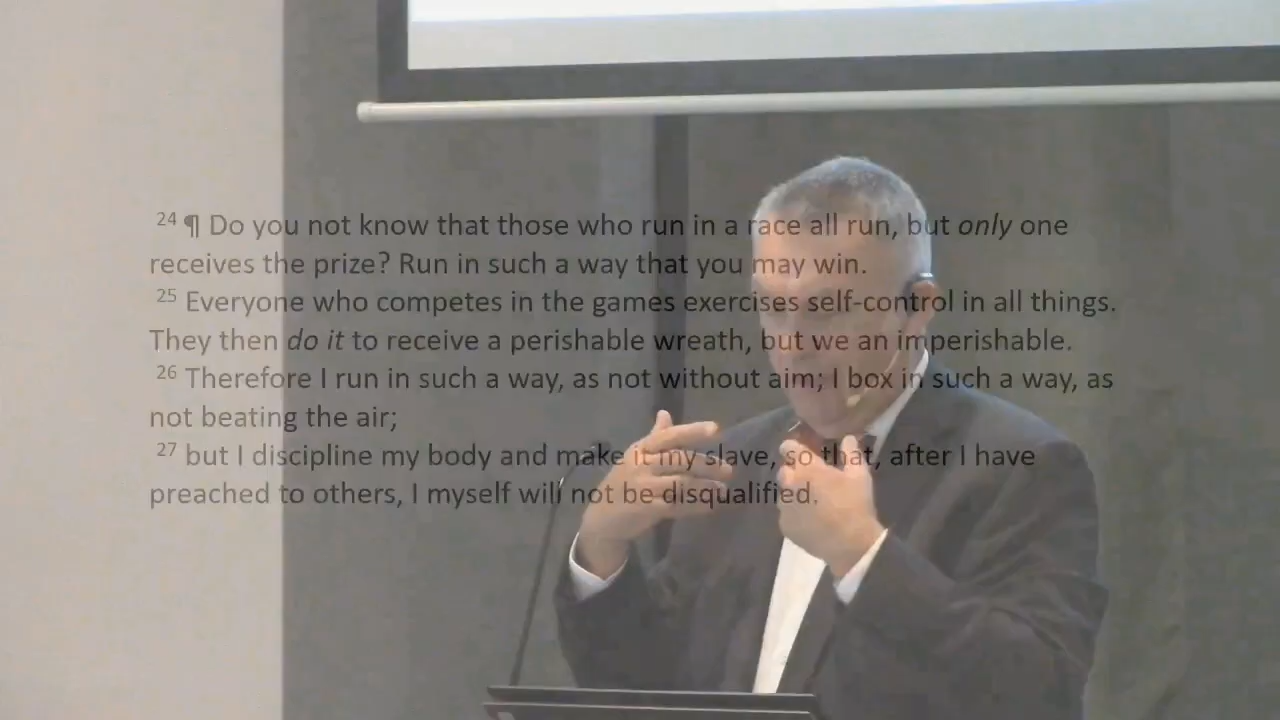 24 ¶ Do you not know that those who run in a race all run, but only one
receives the prize? Run in such a way that you may win.
25 Everyone who competes in the games exercises self-control in all things.
They then do it to receive a perishable wreath, but we an imperishable.
26 Therefore I run in such a way, as not without aim; I box in such a way, as
not beating the air;
27 but I discipline my body and make it my slave, so that, after I have
preached to others, I myself will not be disqualified.